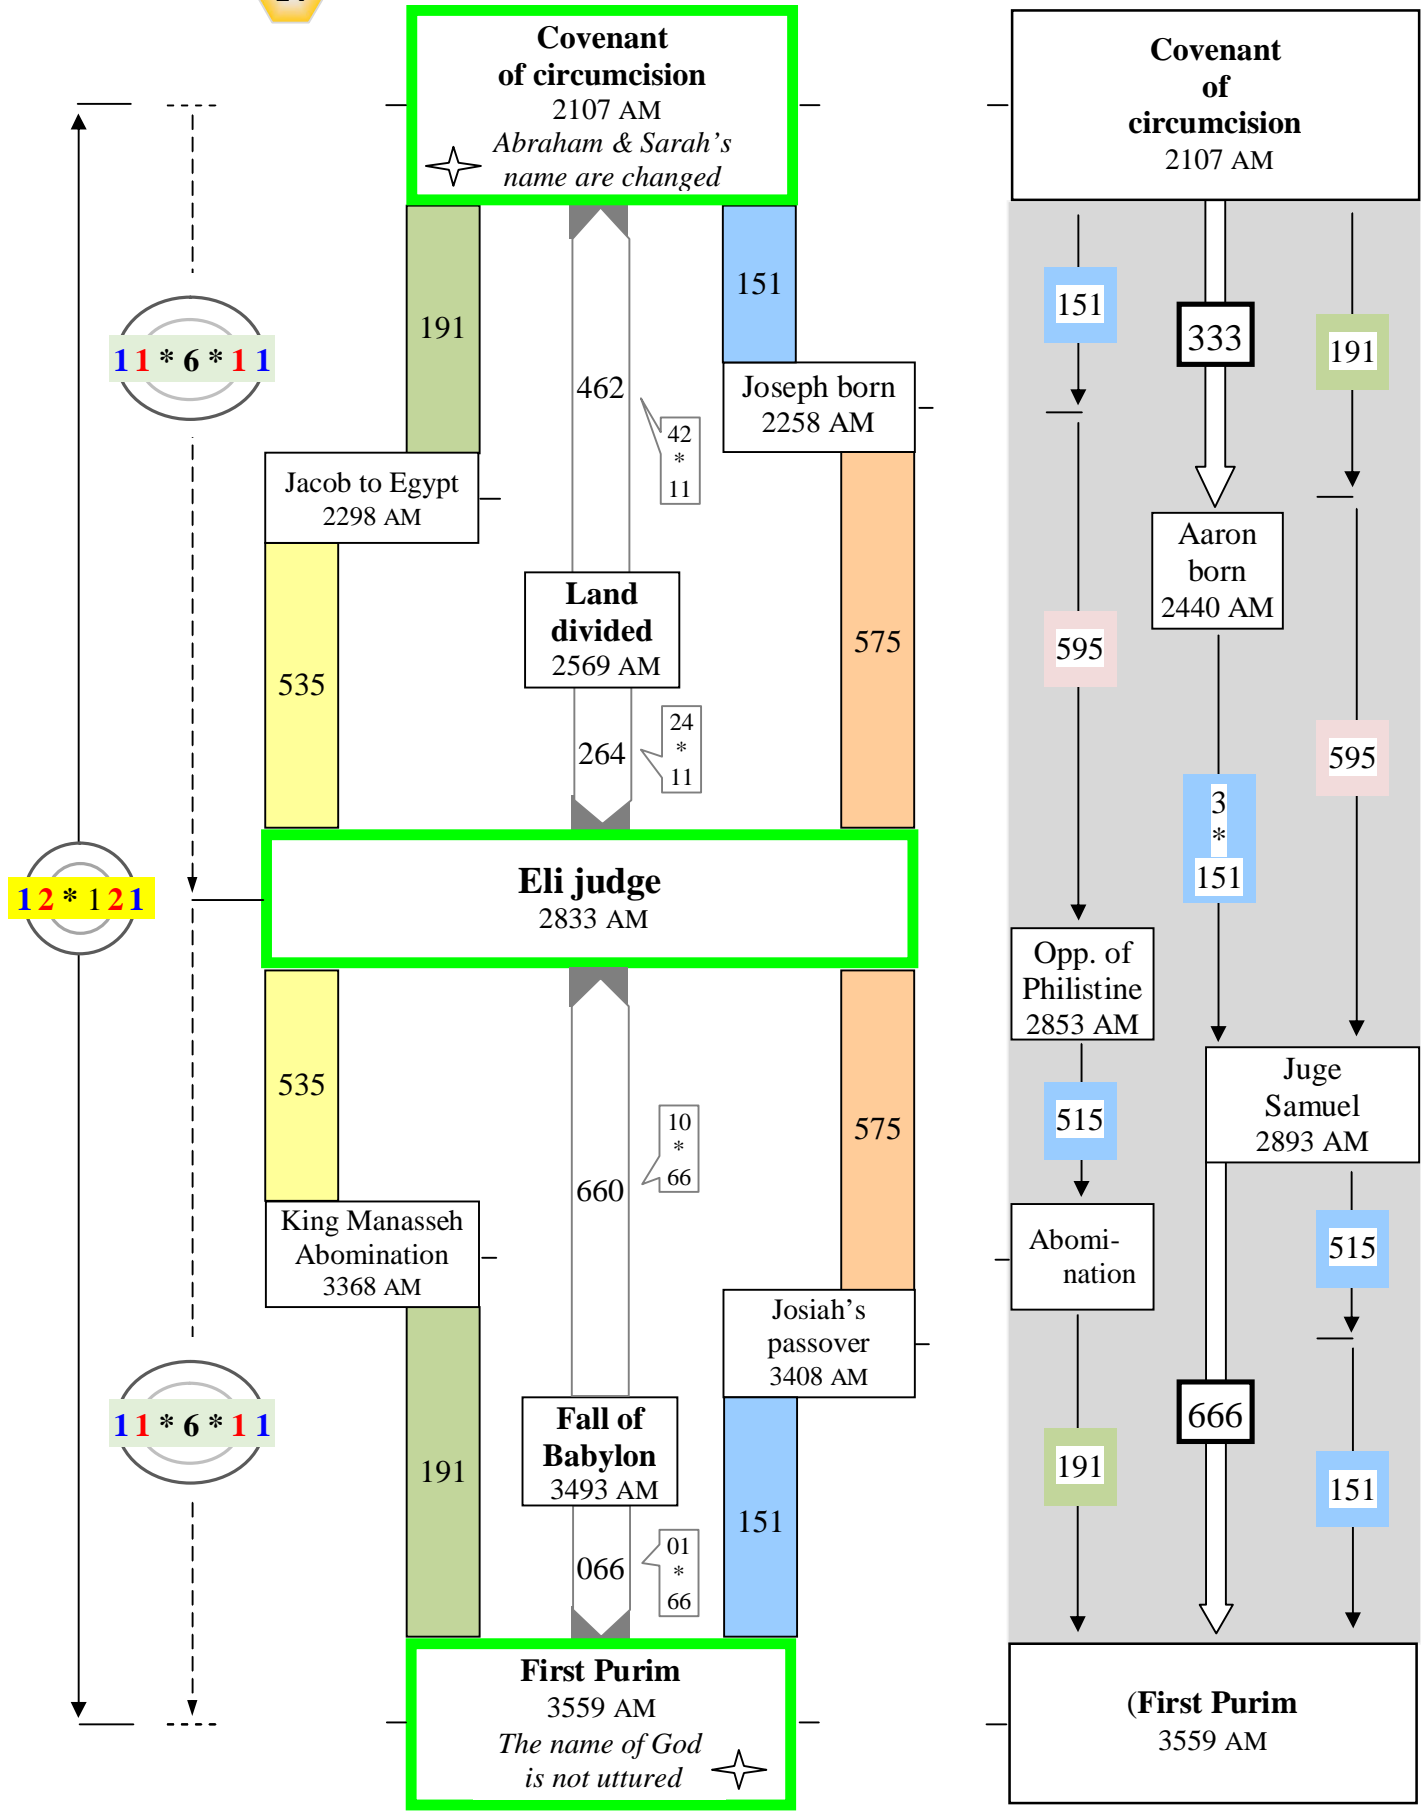 Covenant
of circumcision
2107 AM
Abraham & Sarah's
name are changed
Covenant
of
circumcision
2107 AM
191
462
42
*
11
151
Joseph born
2258 AM
Jacob to Egypt
2298 AM
535
Land
divided
2569 AM
264
24
*
11
575
11 * 6 * 11
12 * 121
Eli judge
2833 AM
535
660
10
*
66
575
King Manasseh
Abomination
3368 AM
Josiah's
passover
3408 AM
11 * 6 * 11
191
Fall of
Babylon
3493 AM
066
01
*
66
151
First Purim
3559 AM
The name of God
is not uttured
151
333
191
Aaron
born
2440 AM
595
595
3
*
151
Opp. of
Philistine
2853 AM
Juge
Samuel
2893 AM
515
Abomi-
nation
515
666
191
151
(First Purim
3559 AM